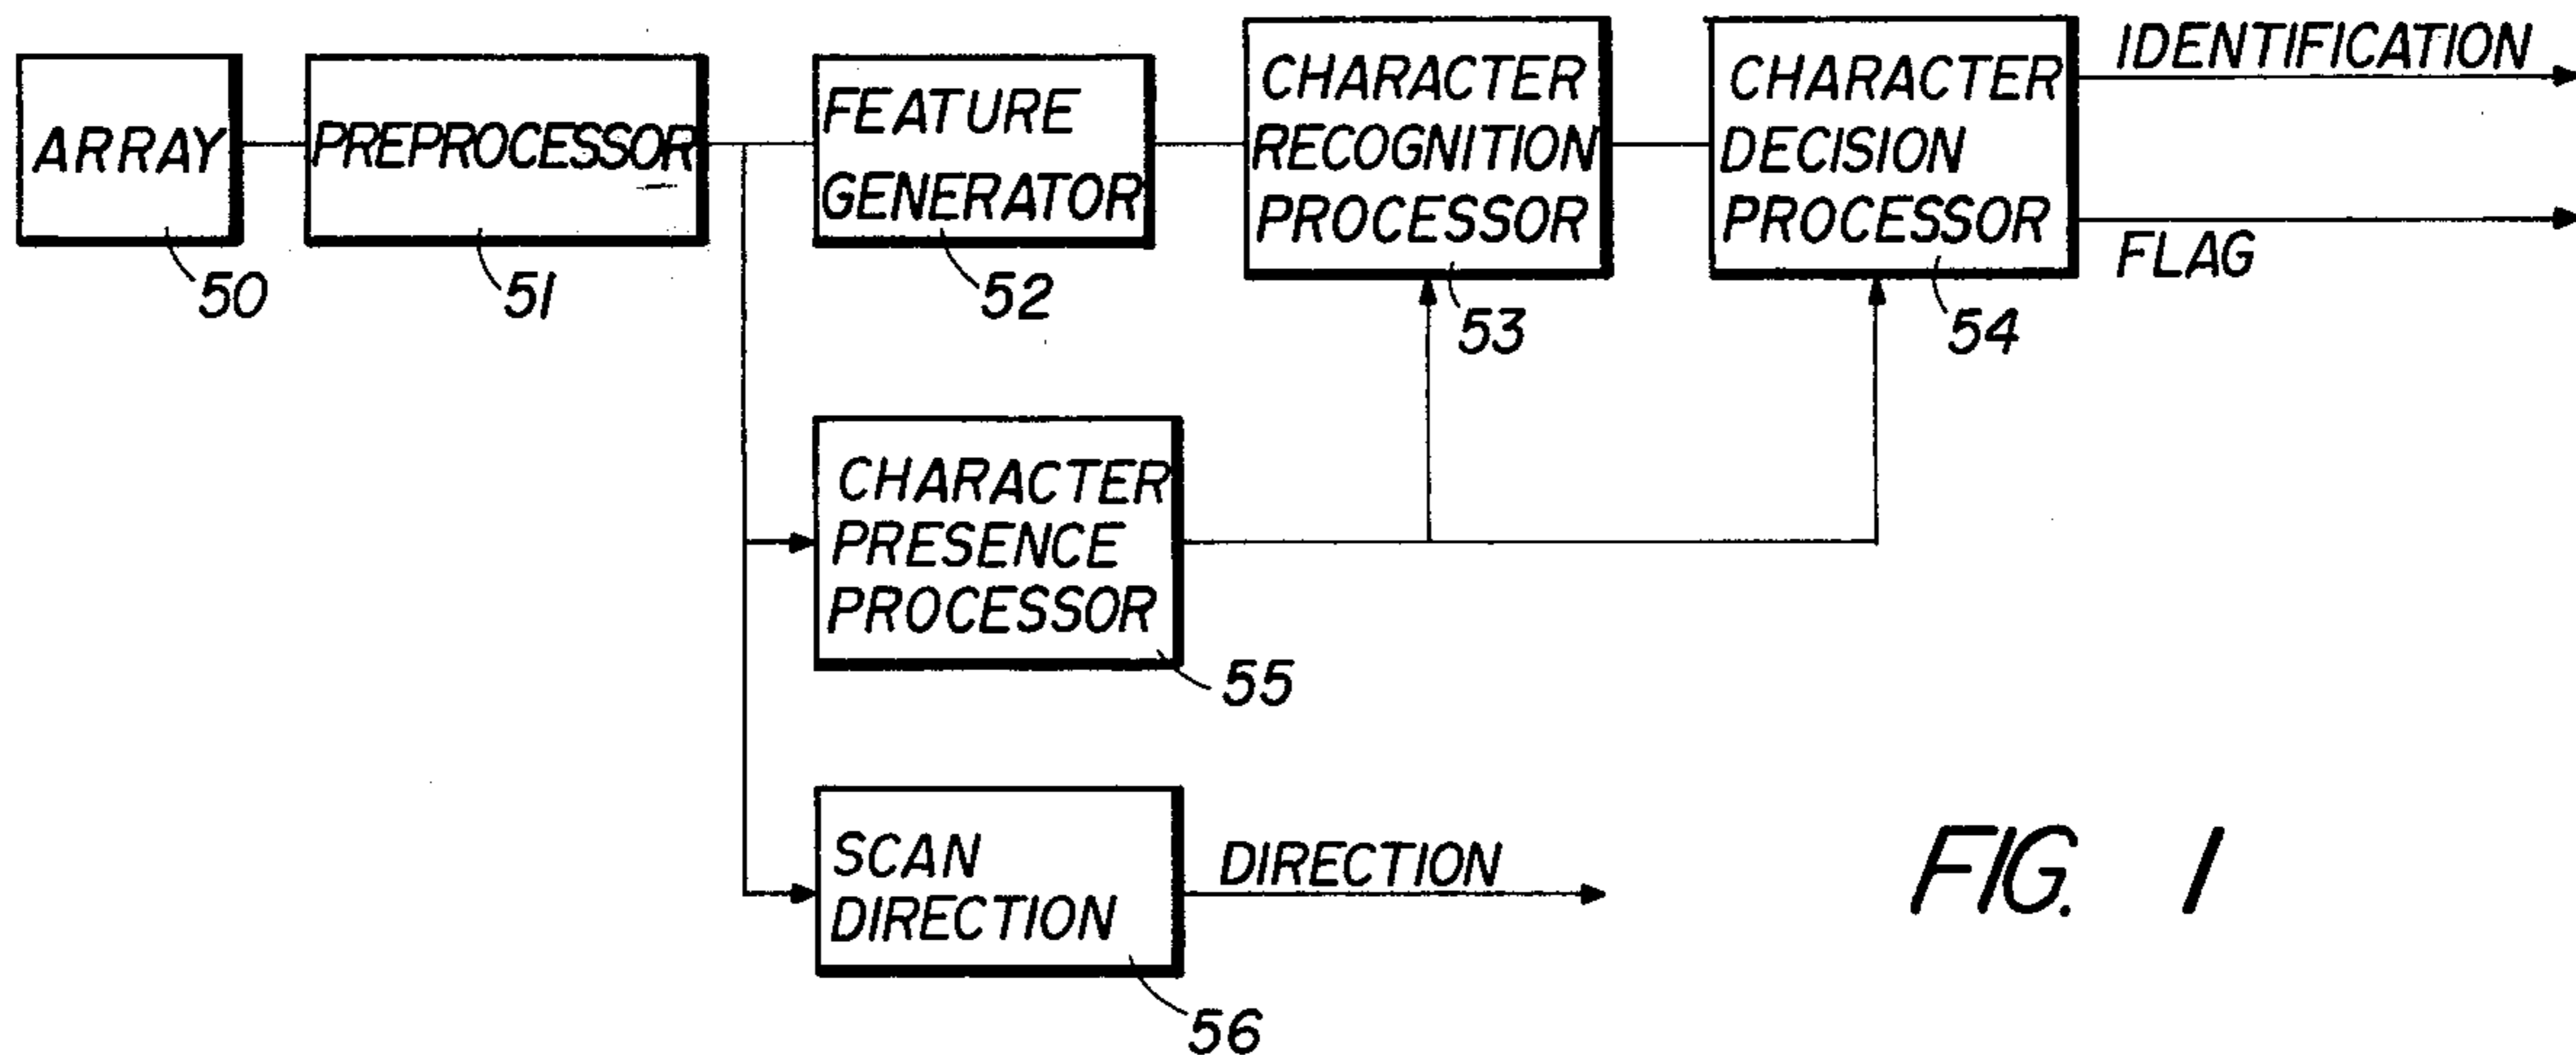 ARRAY
50
PREPROCESSOR
51
FEATURE
GENERATOR
52
CHARACTER
RECOGNITION
PROCESSOR
53
CHARACTER
DECISION
PROCESSOR
54
IDENTIFICATION
FLAG
CHARACTER
PRESENCE
PROCESSOR
55
SCAN
DIRECTION
56
DIRECTION
FIG. 1